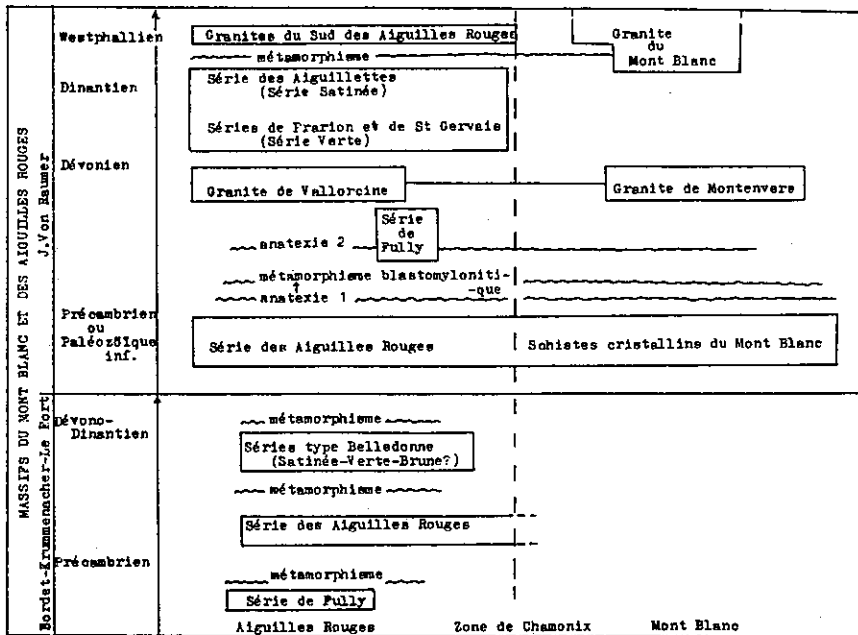 MASSIFS DU MONT BLANC ET DES AIGUILLES ROUGES
J.Von Raumer
Westphallien
Granites du Sud des Aiguilles Rouges
Granite
du
Mont Blanc
métamorphisme
Dinantien
Série des Aiguillettes
(Série Satinée)
Séries de Prarion et de St Gervais
(Série Verte)
Dévonien
Granite de Vallorcine
Granite de Montenvers
Série
de
Fully
anatexie 2
métamorphisme blastomyloniti-
-que
anatexie 1
Précambrien
ou
Paléozöique
inf.
Série des Aiguilles Rouges
Schistes cristallins du Mont Blanc
Bordet-Krummenacher-Le Fort
Dévono-
Dinantien
métamorphisme
Séries type Belledonne
(Satinée-Verte-Brune?)
métamorphisme
Série des Aiguilles Rouges
Précambrien
métamorphisme
Série de Fully
Aiguilles Rouges
Zone de Chamonix
Mont Blanc